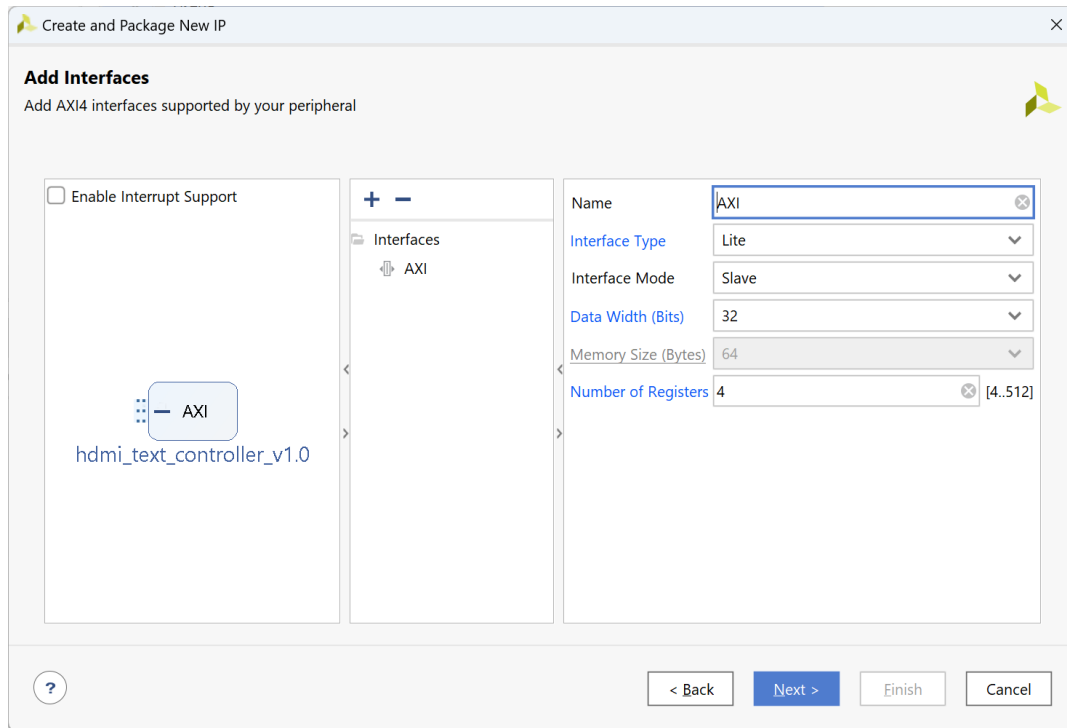 Create and Package New IP
Add Interfaces
Add AXI4 interfaces supported by your peripheral
Enable Interrupt Support
AXI
hdmi_text_controller_v1.0
Interfaces
AXI
Name AXI
Interface Type Lite
Interface Mode Slave
Data Width (Bits) 32
Memory Size (Bytes) 64
Number of Registers 4 [4..512]
? < Back Next > Finish Cancel